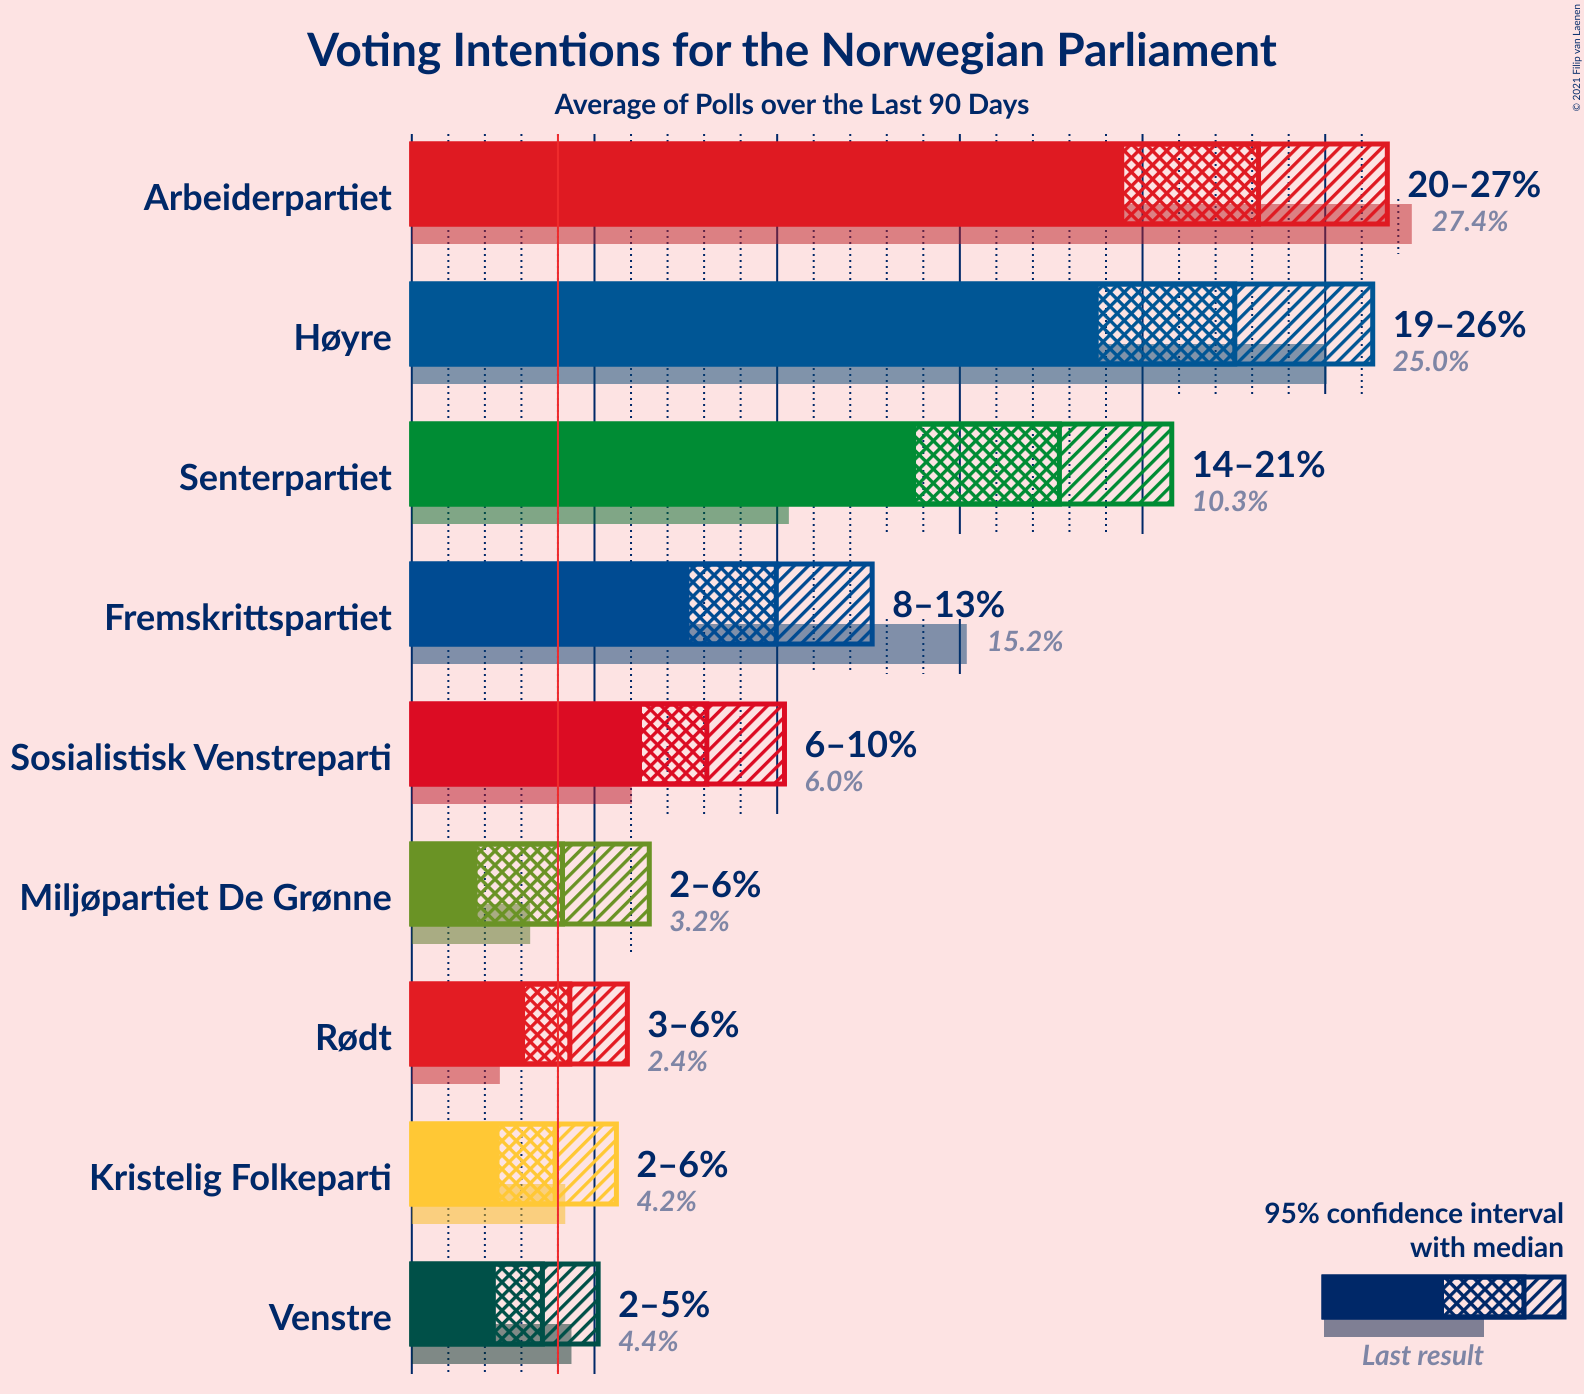 Voting Intentions for the Norwegian Parliament
Average of Polls over the Last 90 Days
© 2021 Filip van Laenen
Arbeiderpartiet
20–27%
27.4%
Høyre
19–26%
25.0%
Senterpartiet
14–21%
10.3%
Fremskrittspartiet
8–13%
15.2%
Sosialistisk Venstreparti
6–10%
6.0%
Miljøpartiet De Grønne
2–6%
3.2%
Rødt
3–6%
2.4%
Kristelig Folkeparti
2–6%
4.2%
Venstre
2–5%
4.4%
95% confidence interval
with median
Last result